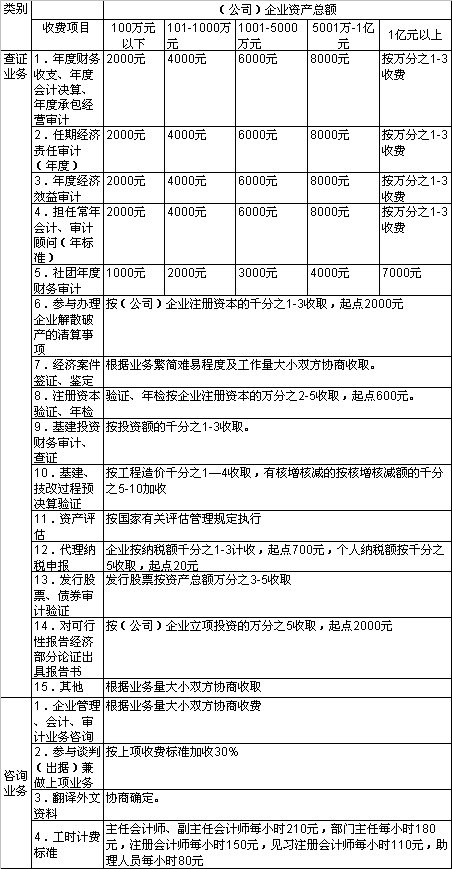 类别
（公司）企业资产总额
收费项目
100万元
以下
101-1000万
元
1001-5000
万元
5001万-1亿
元
1亿元以上
查证
业务
1．年度财务
收支、年度
会计决算、
年度承包经
营审计
2000元
4000元
6000元
8000元
按万分之1-3
收费
2．任期经济
责任审计
（年度）
2000元
4000元
6000元
8000元
按万分之1-3
收费
3．年度经济
效益审计
2000元
4000元
6000元
8000元
按万分之1-3
收费
4．担任常年
会计、审计
顾问（年标
准）
2000元
4000元
6000元
8000元
按万分之1-3
收费
5．社团年度
财务审计
1000元
2000元
3000元
4000元
7000元
6．参与办理
企业解散破
产的清算事
项
按（公司）企业注册资本的千分之1-3收取，起点2000元
7．经济案件
签证、鉴定
根据业务繁简难易程度及工作量大小双方协商收取。
8．注册资本
验证、年检
验证、年检按企业注册资本的万分之2-5收取，起点600元。
9．基建投资
财务审计、
查证
按投资额的千分之1-3收取。
10．基建、
技改过程预
决算验证
按工程造价千分之1—4收取，有核增核减的按核增核减额的千分
之5-10加收
11．资产评
估
按国家有关评估管理规定执行
12．代理纳
税申报
企业按纳税额千分之1-3计收，起点700元，个人纳税额按千分之
5收取，起点20元
13．发行股
票、债券审
计验证
发行股票按资产总额万分之3-5收取
14．对可行
性报告经济
部分论证出
具报告书
按（公司）企业立项投资的万分之5收取，起点2000元
15．其他
根据业务量大小双方协商收取
咨询
业务
1．企业管理
、会计、审
计业务咨询
根据业务量大小双方协商收费
2．参与谈判
（出据）兼
做上项业务
按上项收费标准加收30%
3．翻译外文
资料
协商确定。
4．工时计费
标准
主任会计师、副主任会计师每小时210元，部门主任每小时180
元，注册会计师每小时150元，见习注册会计师每小时110元，助
理人员每小时80元